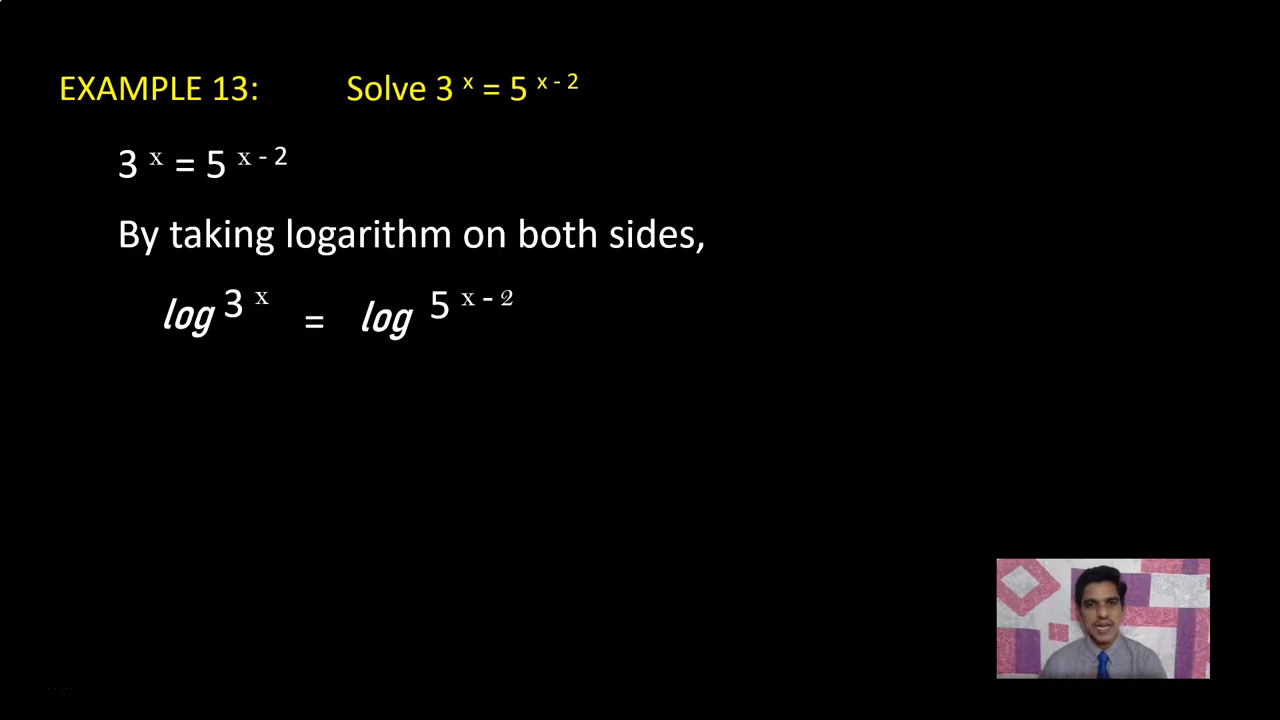 EXAMPLE 13: Solve 3 ˣ = 5 ˣ ⁻ ²
3 ˣ = 5 ˣ ⁻ ²
By taking logarithm on both sides,
log 3 ˣ = log 5 ˣ ⁻ ²